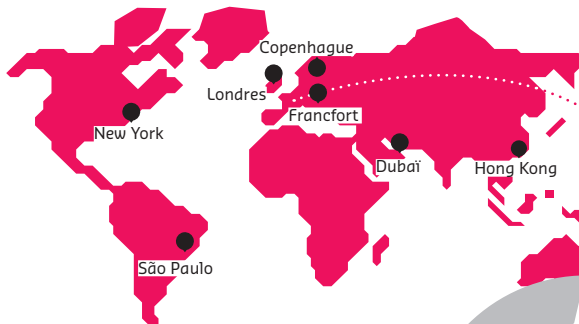 Copenhague
Londres
Francfort
New York
Dubaï
Hong Kong
São Paulo